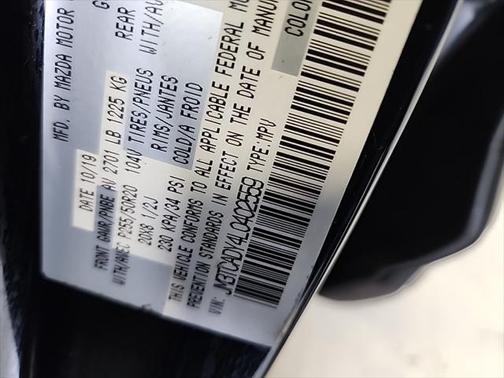 MFD. BY MAZDA MOTOR
DATE 10/19
FRONT GAWR/PNBE AV 2701 LB 1225 KG
WITH/AVEC P255/50R20 104V TIRES/PNEUS
20X8 1/2J RIMS/JANTES
230 KPA/34 PSI COLD/A FROID
REAR
WITH/AV
THIS VEHICLE CONFORMS TO ALL APPLICABLE FEDERAL
PREVENTION STANDARDS IN EFFECT ON THE DATE OF MANU
VIN: JM3TCADY4L0402559 TYPE: MPV
COLO